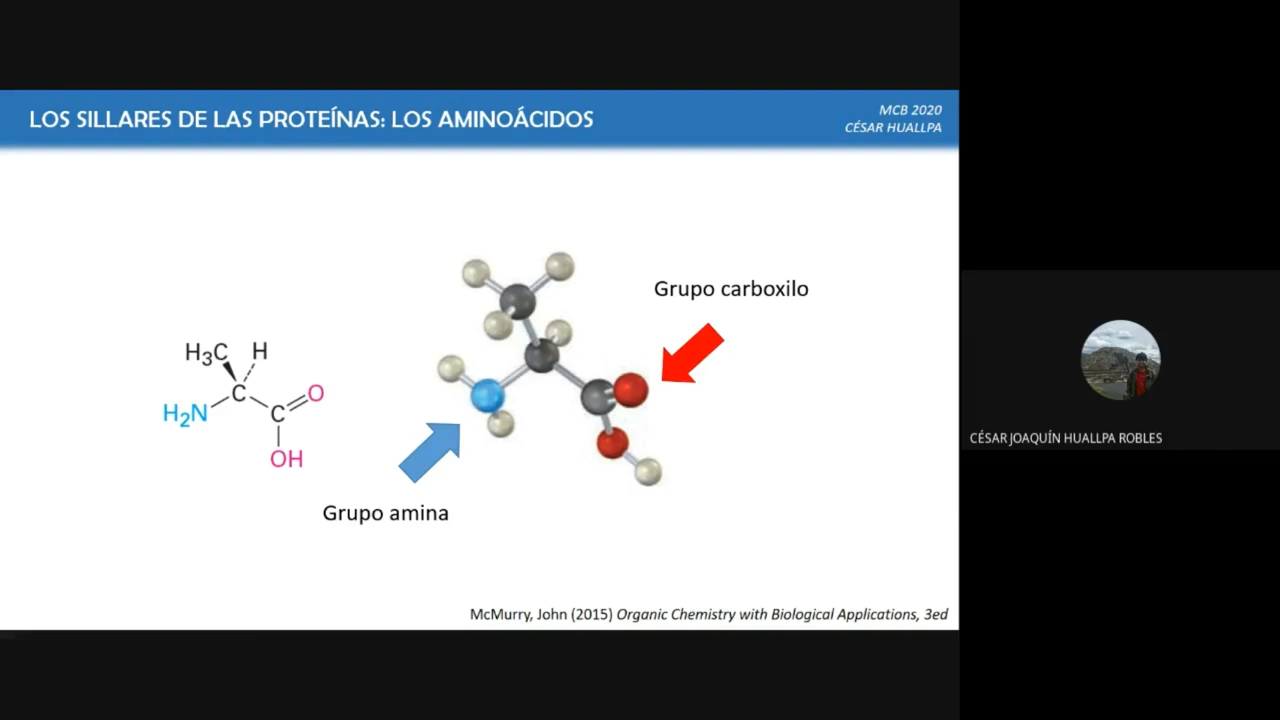 LOS SILLARES DE LAS PROTEÍNAS: LOS AMINOÁCIDOS
MCB 2020
CÉSAR HUALLPA
Grupo carboxilo
H₃C H
C O
H₂N C
OH
Grupo amina
McMurry, John (2015) Organic Chemistry with Biological Applications, 3ed
CÉSAR JOAQUÍN HUALLPA ROBLES